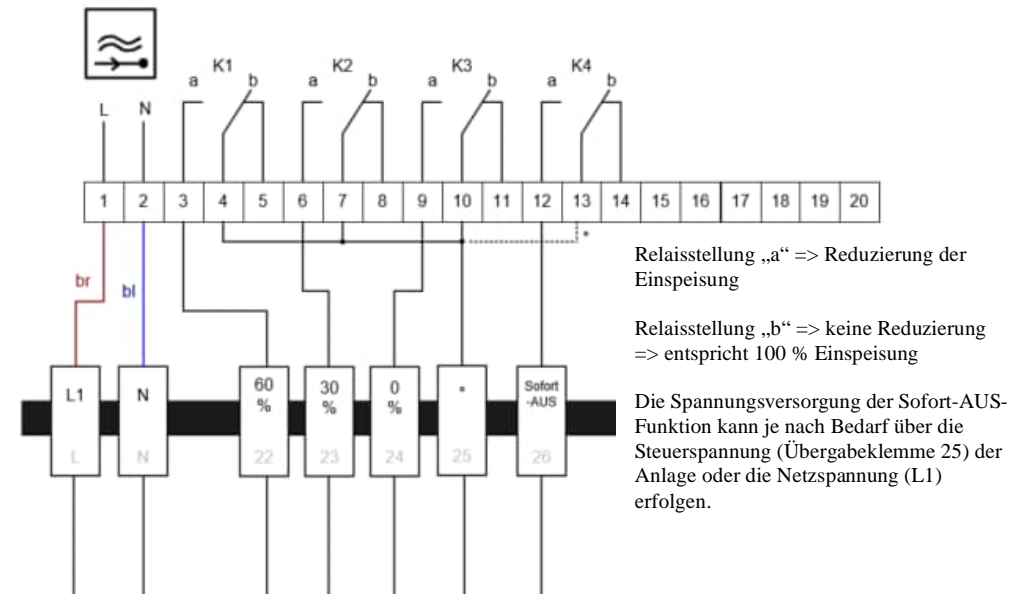 K1 K2 K3 K4
a b a b a b a b
L N
1 2 3 4 5 6 7 8 9 10 11 12 13 14 15 16 17 18 19 20
*
br
bl
L1 N 60 % 30 % 0 % * Sofort -AUS
L N 22 23 24 25 26
Relaisstellung „a“ => Reduzierung der
Einspeisung
Relaisstellung „b“ => keine Reduzierung
=> entspricht 100 % Einspeisung
Die Spannungsversorgung der Sofort-AUS-
Funktion kann je nach Bedarf über die
Steuerspannung (Übergabeklemme 25) der
Anlage oder die Netzspannung (L1)
erfolgen.